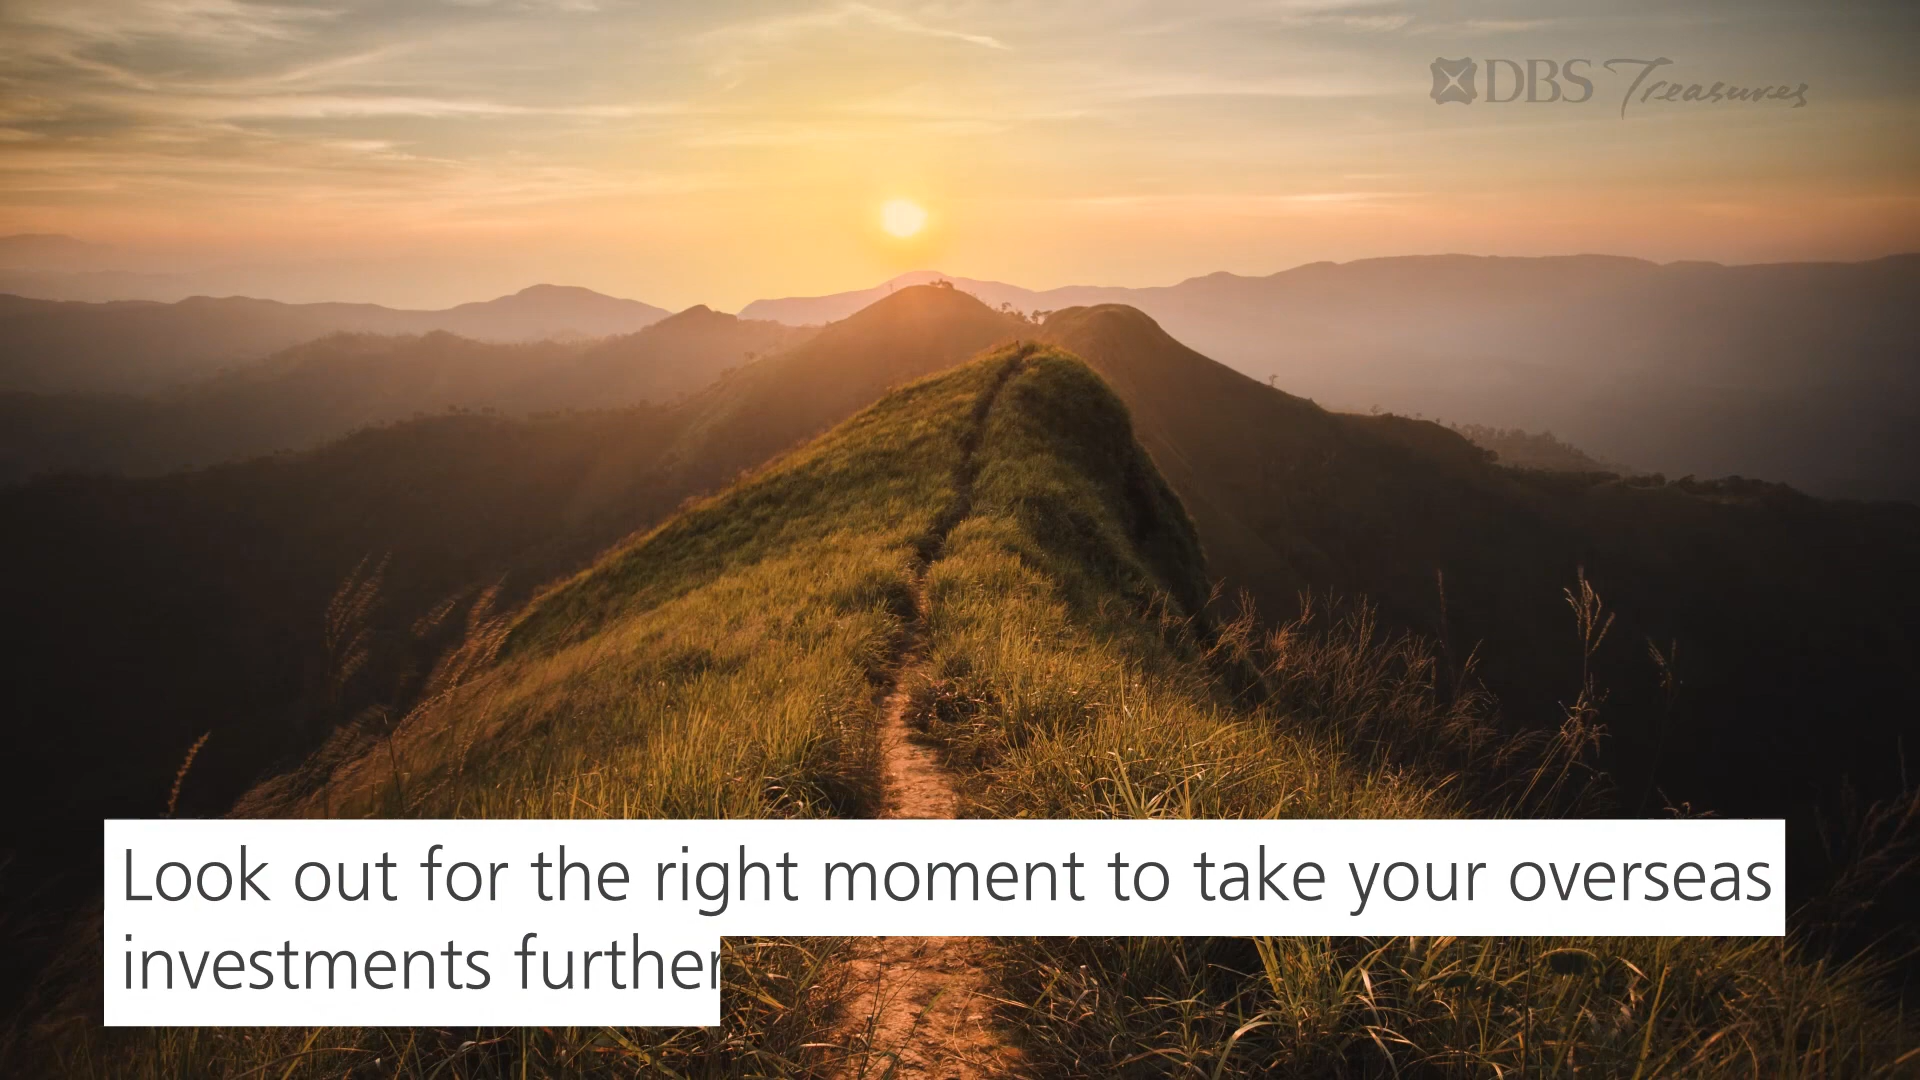 DBS Treasures
Look out for the right moment to take your overseas
investments further